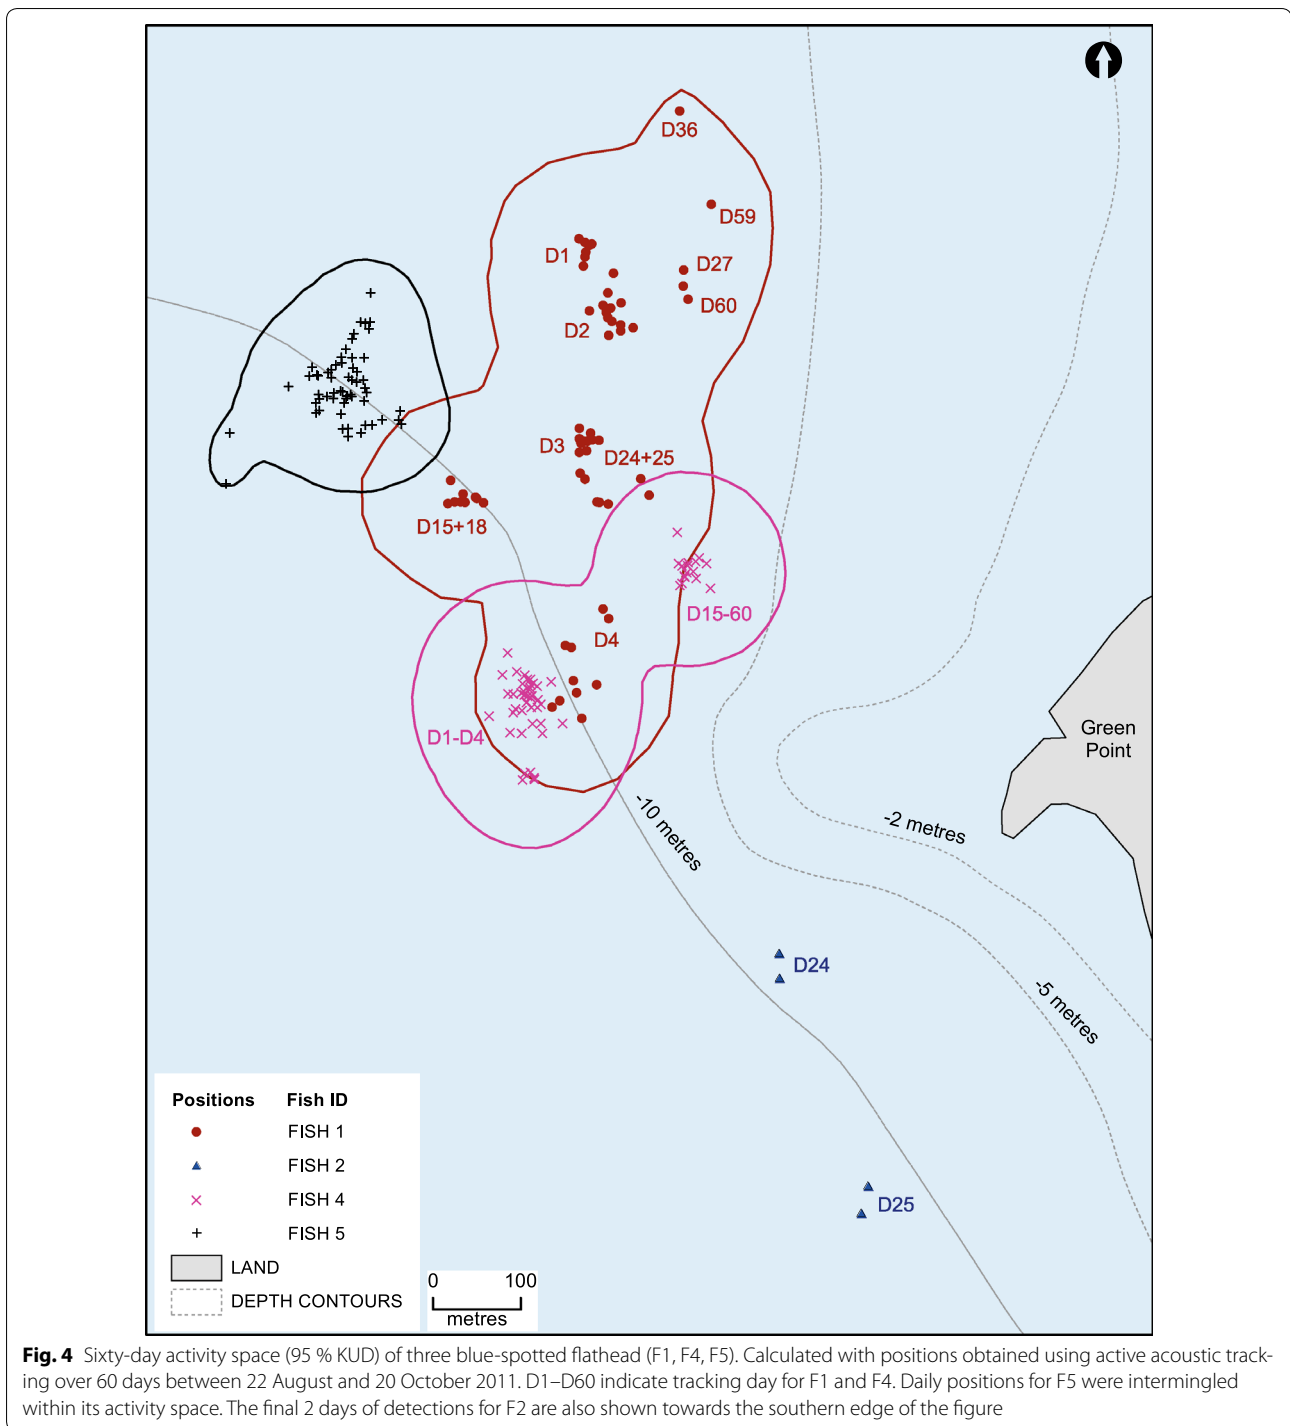 D36
D59
D1
D27
D60
D2
D3
D24+25
D15+18
D15-60
D4
D1-D4
Green
Point
-10 metres
-2 metres
D24
-5 metres
D25
Positions Fish ID
FISH 1
FISH 2
FISH 4
FISH 5
LAND
DEPTH CONTOURS
0 100
metres
Fig. 4 Sixty-day activity space (95 % KUD) of three blue-spotted flathead (F1, F4, F5). Calculated with positions obtained using active acoustic track-
ing over 60 days between 22 August and 20 October 2011. D1–D60 indicate tracking day for F1 and F4. Daily positions for F5 were intermingled
within its activity space. The final 2 days of detections for F2 are also shown towards the southern edge of the figure